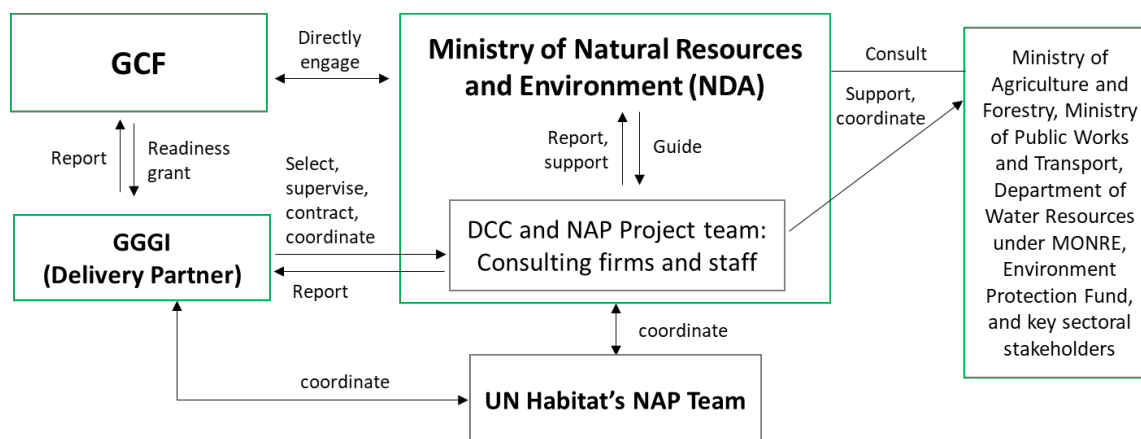 GCF
Directly
engage
Ministry of Natural Resources
and Environment (NDA)
Consult
Support,
coordinate
Ministry of
Agriculture and
Forestry, Ministry
of Public Works
and Transport,
Department of
Water Resources
under MONRE,
Environment
Protection Fund,
and key sectoral
stakeholders
Report
Readiness
grant
Report,
support
Guide
Select,
supervise,
contract,
coordinate
GGGI
(Delivery Partner)
DCC and NAP Project team:
Consulting firms and staff
Report
coordinate
coordinate
UN Habitat's NAP Team